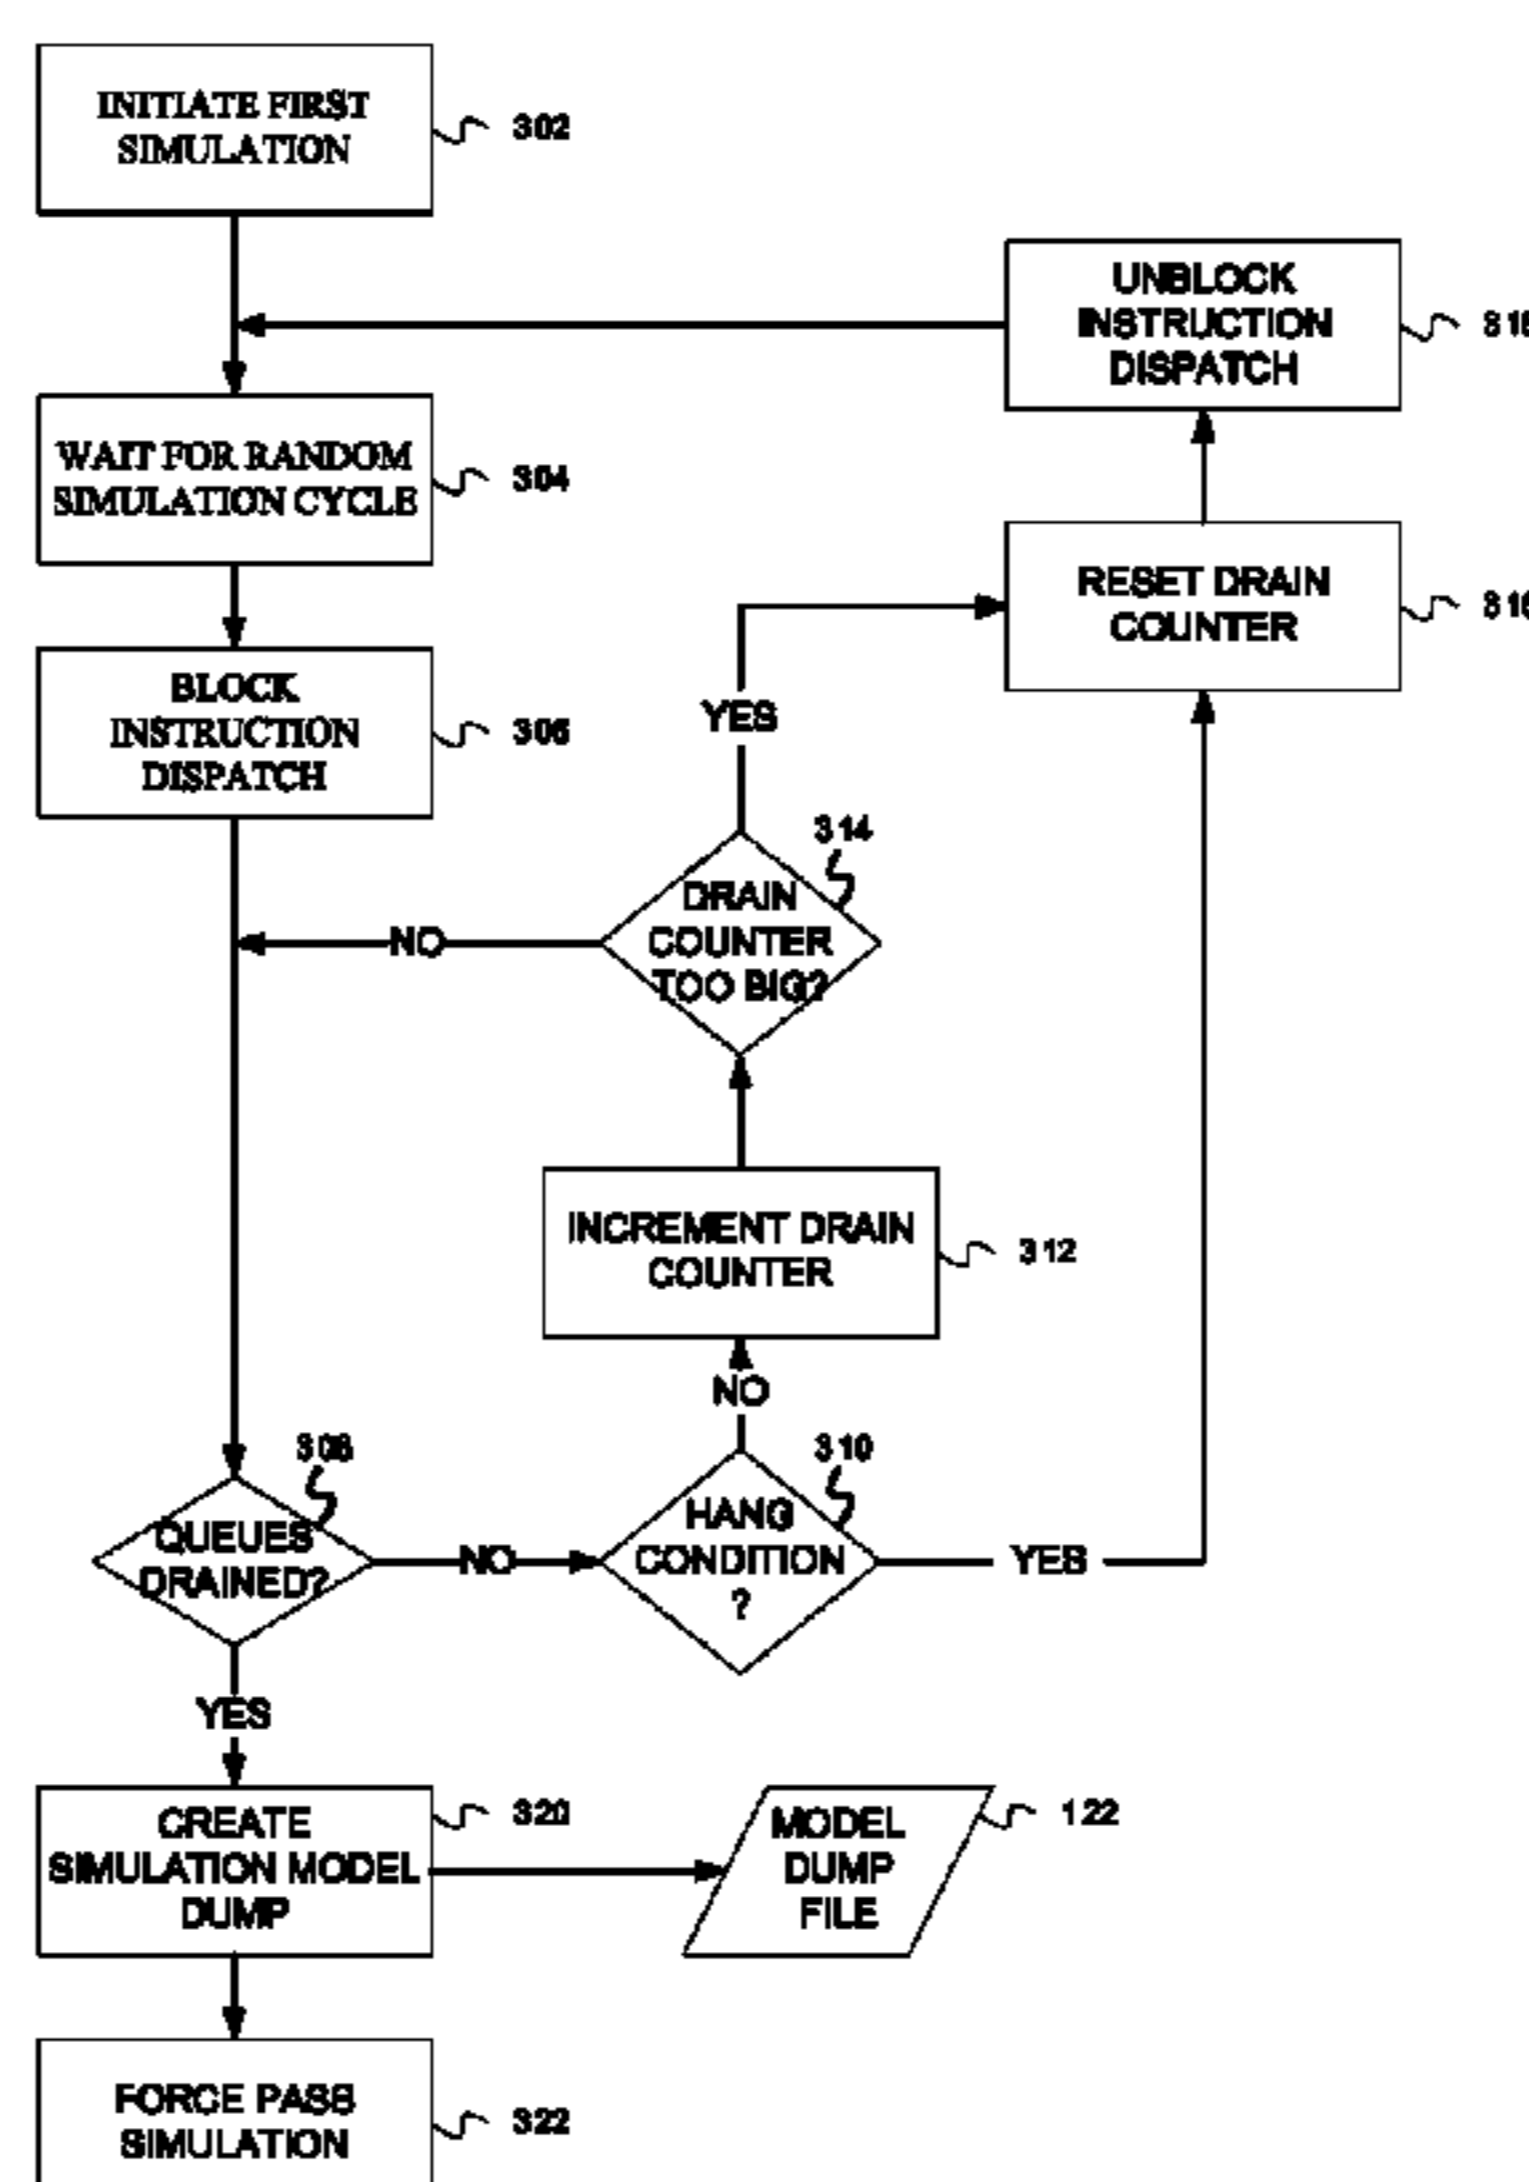 INITIATE FIRST
SIMULATION
302
UNBLOCK
INSTRUCTION
DISPATCH
WAIT FOR RANDOM
SIMULATION CYCLE
304
RESET DRAIN
COUNTER
BLOCK
INSTRUCTION
DISPATCH
306
YES
314
DRAIN
COUNTER
TOO BIG?
NO
INCREMENT DRAIN
COUNTER
312
NO
308
QUEUES
DRAINED?
NO
310
HANG
CONDITION
?
YES
YES
CREATE
SIMULATION MODEL
DUMP
320
MODEL
DUMP
FILE
122
FORCE PASS
SIMULATION
322